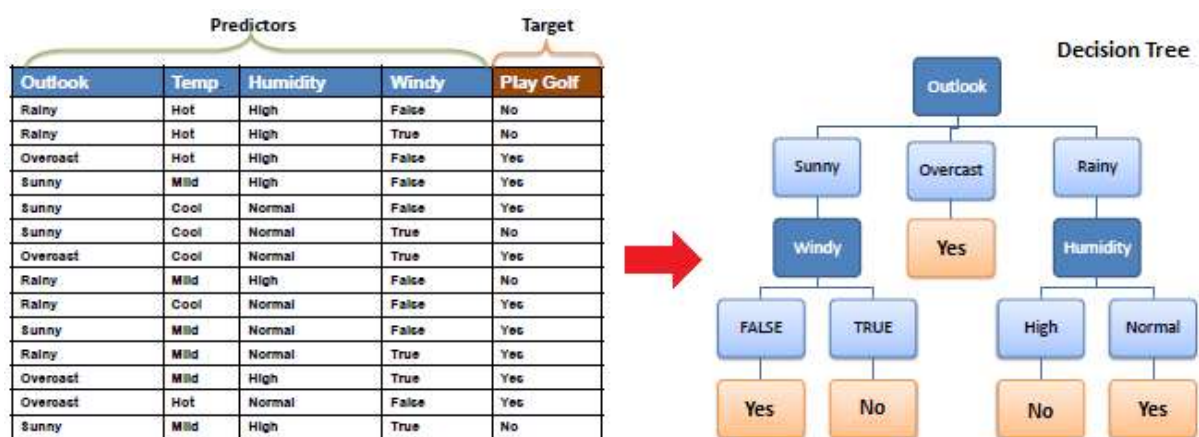 Predictors Target
Outlook Temp Humidity Windy Play Golf
Rainy Hot High False No
Rainy Hot High True No
Overcast Hot High False Yes
Sunny Mild High False Yes
Sunny Cool Normal False Yes
Sunny Cool Normal True No
Overcast Cool Normal True Yes
Rainy Mild High False No
Rainy Cool Normal False Yes
Sunny Mild Normal False Yes
Rainy Mild Normal True Yes
Overcast Mild High True Yes
Overcast Hot Normal False Yes
Sunny Mild High True No
Decision Tree
Outlook
Sunny Overcast Rainy
Windy Yes Humidity
FALSE TRUE High Normal
Yes No No Yes